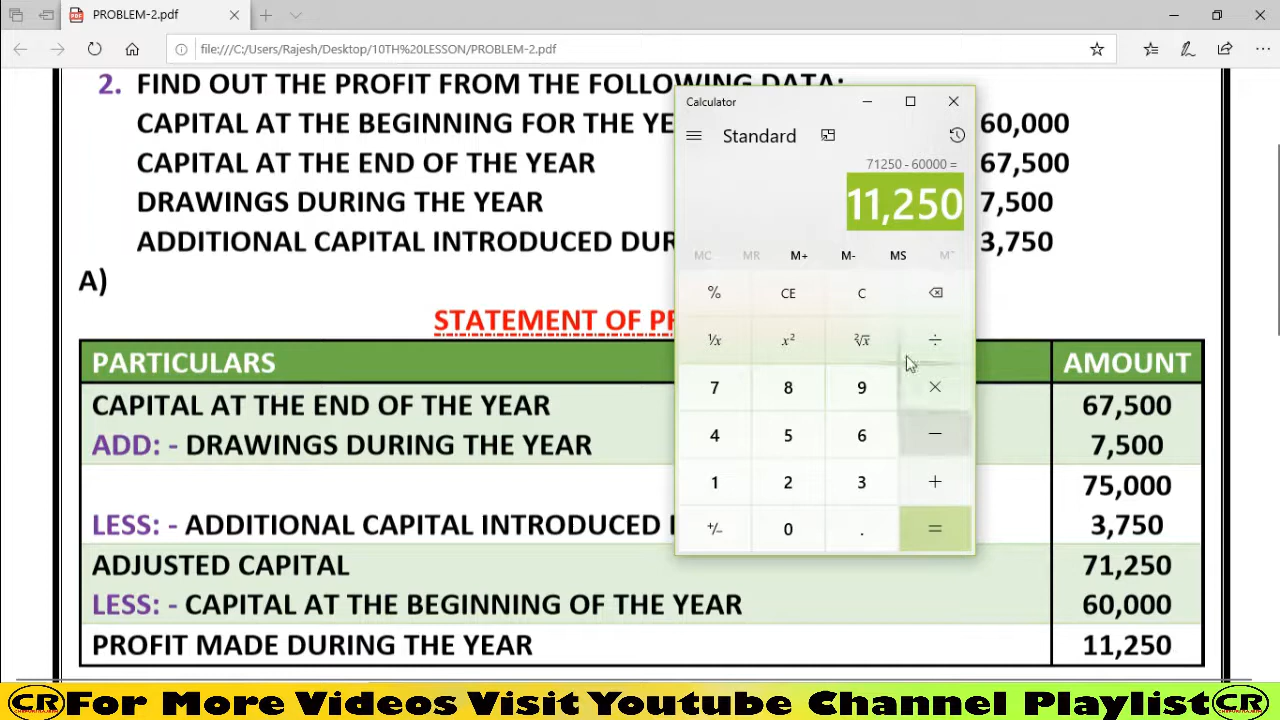 PROBLEM-2.pdf
file:///C:/Users/Rajesh/Desktop/10TH%20LESSON/PROBLEM-2.pdf
2. FIND OUT THE PROFIT FROM THE FOLLOWING DATA:
CAPITAL AT THE BEGINNING FOR THE YE 60,000
CAPITAL AT THE END OF THE YEAR 67,500
DRAWINGS DURING THE YEAR 7,500
ADDITIONAL CAPITAL INTRODUCED DUR 3,750
A)
STATEMENT OF PR
PARTICULARS AMOUNT
CAPITAL AT THE END OF THE YEAR 67,500
ADD: - DRAWINGS DURING THE YEAR 7,500
75,000
LESS: - ADDITIONAL CAPITAL INTRODUCED 3,750
ADJUSTED CAPITAL 71,250
LESS: - CAPITAL AT THE BEGINNING OF THE YEAR 60,000
PROFIT MADE DURING THE YEAR 11,250
Calculator
Standard
71250 - 60000 =
11,250
MC MR M+ M- MS M˅
% CE C
¹/x x² ²√x ÷
7 8 9 ×
4 5 6 −
1 2 3 +
+/− 0 . =
CR For More Videos Visit Youtube Channel Playlist CR